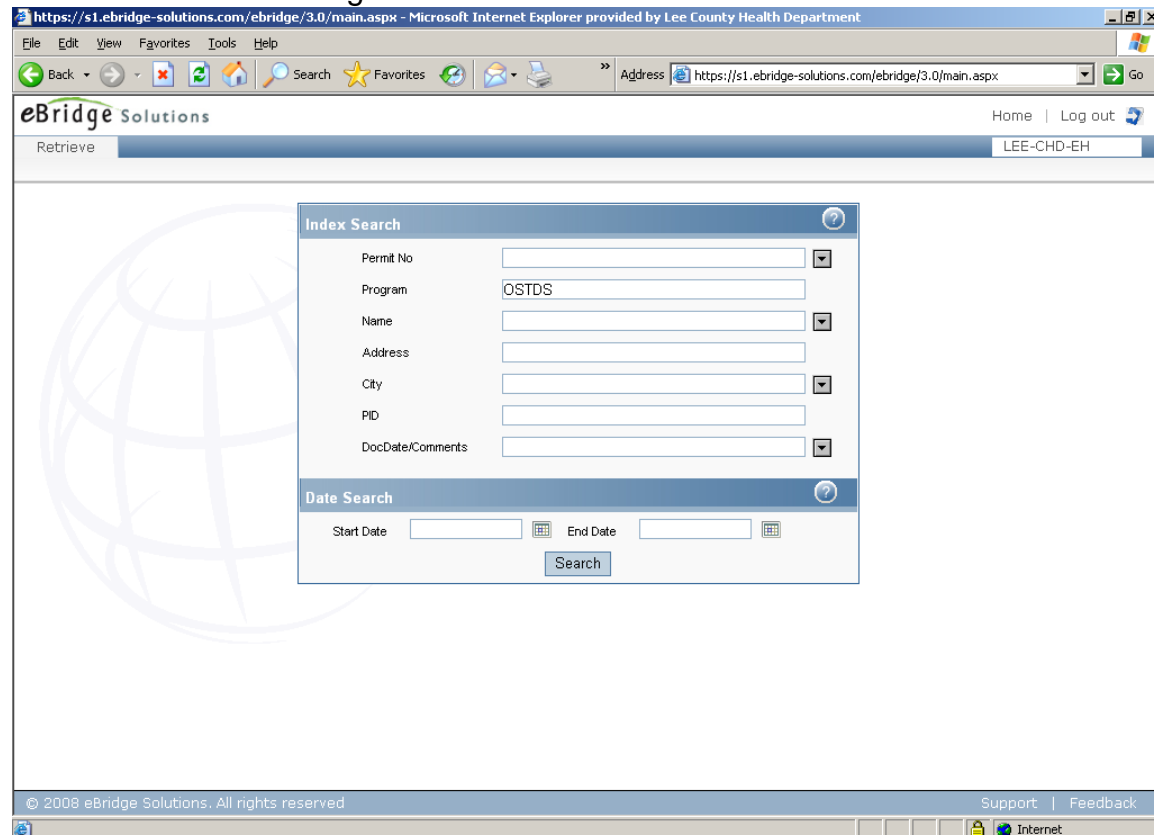 https://s1.ebridge-solutions.com/ebridge/3.0/main.aspx - Microsoft Internet Explorer provided by Lee County Health Department
File Edit View Favorites Tools Help
Back Search Favorites » Address https://s1.ebridge-solutions.com/ebridge/3.0/main.aspx Go
eBridge Solutions Home | Log out
Retrieve LEE-CHD-EH
Index Search ?
Permit No
Program OSTDS
Name
Address
City
PID
DocDate/Comments
Date Search ?
Start Date End Date
Search
© 2008 eBridge Solutions. All rights reserved Support | Feedback
Internet